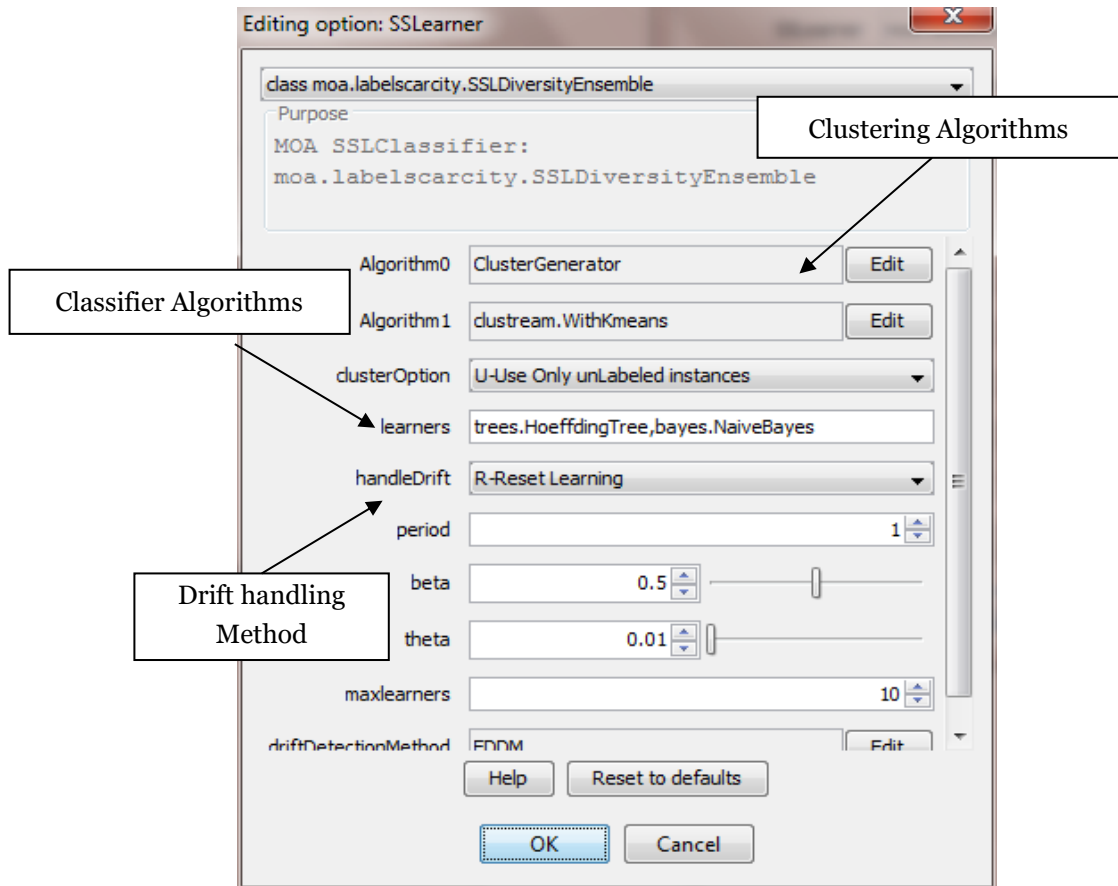 Editing option: SSLearner
class moa.labelscarcity.SSLDiversityEnsemble
Purpose
MOA SSLClassifier:
moa.labelscarcity.SSLDiversityEnsemble
Clustering Algorithms
Algorithm0 ClusterGenerator Edit
Classifier Algorithms
Algorithm1 clustream.WithKmeans Edit
clusterOption U-Use Only unLabeled instances
learners trees.HoeffdingTree,bayes.NaiveBayes
handleDrift R-Reset Learning
period 1
Drift handling
Method
beta 0.5
theta 0.01
maxlearners 10
driftDetectionMethod EDDM Edit
Help Reset to defaults
OK Cancel